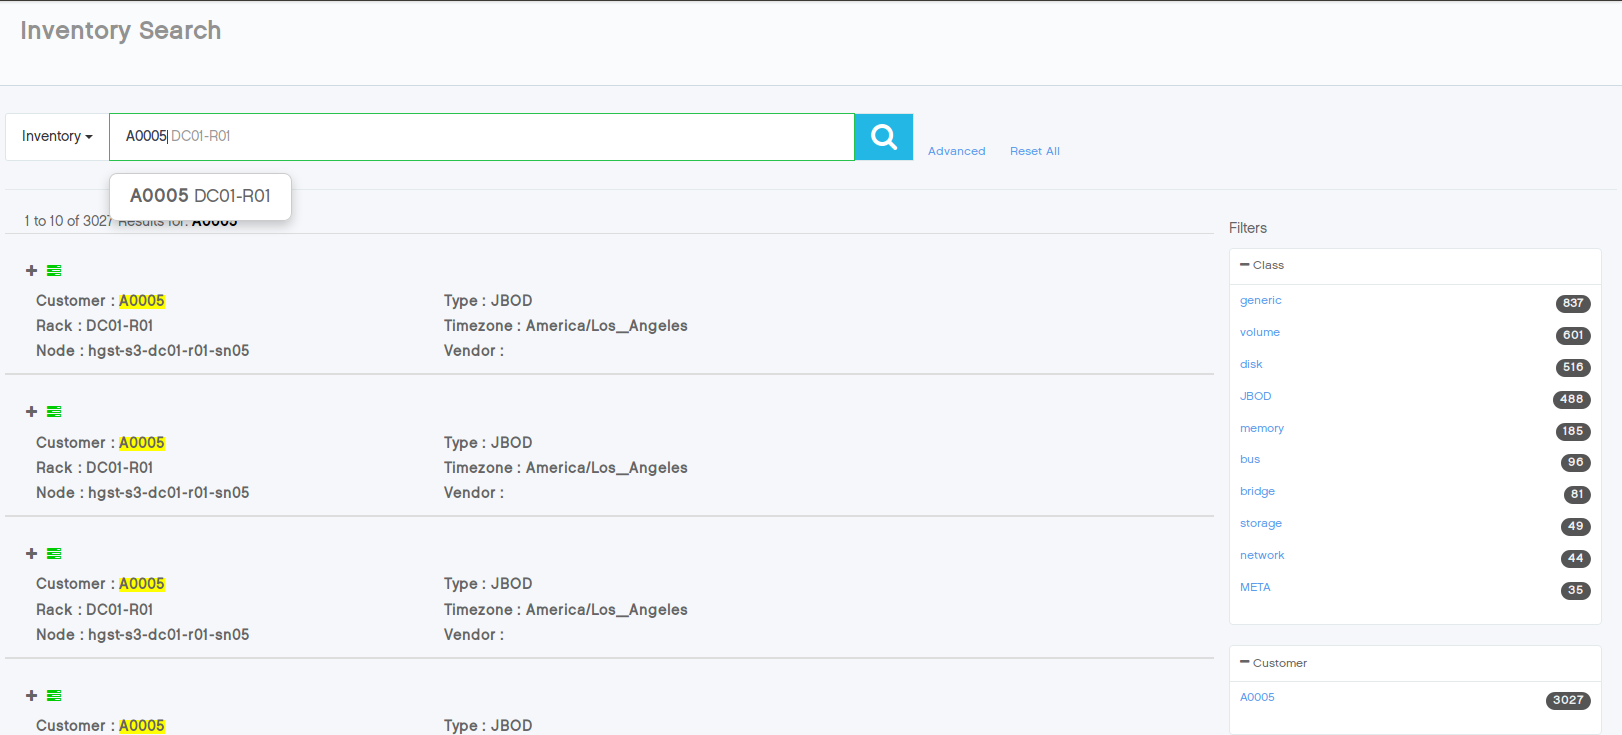 Inventory Search
Inventory
A0005 DC01-R01
Advanced
Reset All
A0005 DC01-R01
1 to 10 of 3027 Results for: A0005
Customer : A0005
Type : JBOD
Rack : DC01-R01
Timezone : America/Los_Angeles
Node : hgst-s3-dc01-r01-sn05
Vendor :
Customer : A0005
Type : JBOD
Rack : DC01-R01
Timezone : America/Los_Angeles
Node : hgst-s3-dc01-r01-sn05
Vendor :
Customer : A0005
Type : JBOD
Rack : DC01-R01
Timezone : America/Los_Angeles
Node : hgst-s3-dc01-r01-sn05
Vendor :
Customer : A0005
Type : JBOD
Filters
Class
generic 837
volume 601
disk 516
JBOD 488
memory 185
bus 96
bridge 81
storage 49
network 44
META 35
Customer
A0005 3027